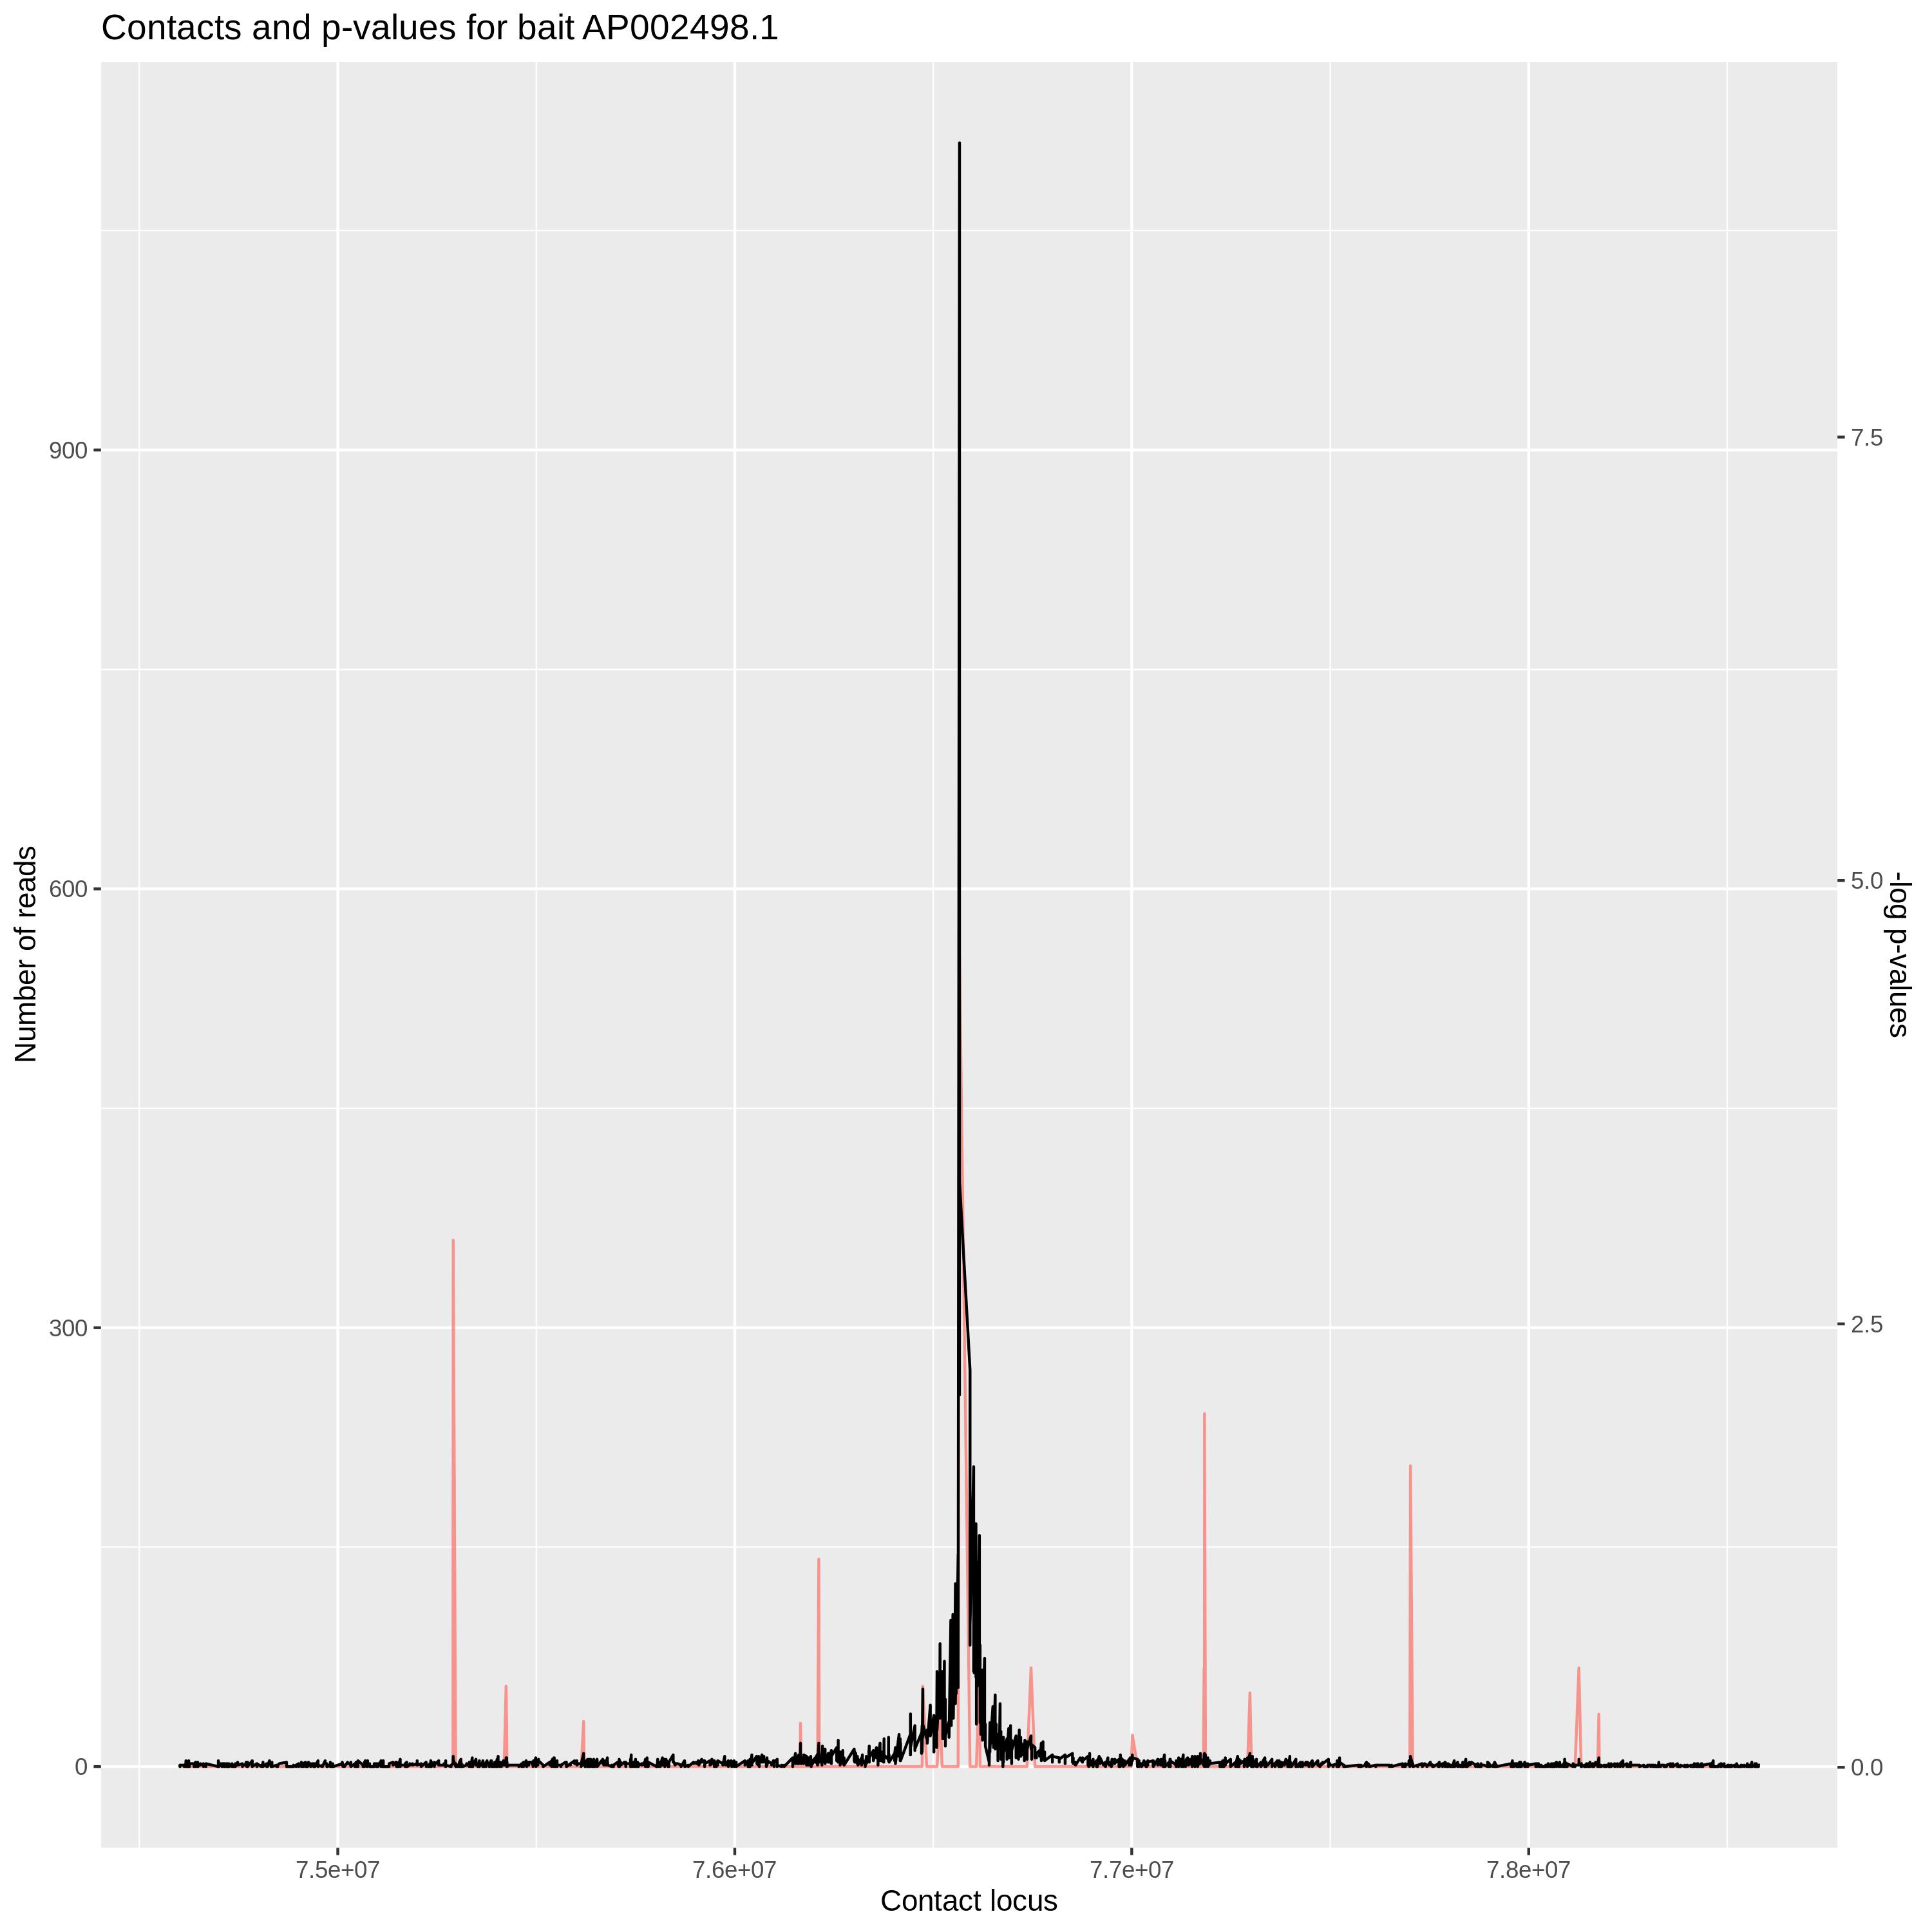 Contacts and p-values for bait AP002498.1
900
600
300
0
Number of reads
7.5
5.0
2.5
0.0
-log p-values
7.5e+07 7.6e+07 7.7e+07 7.8e+07
Contact locus